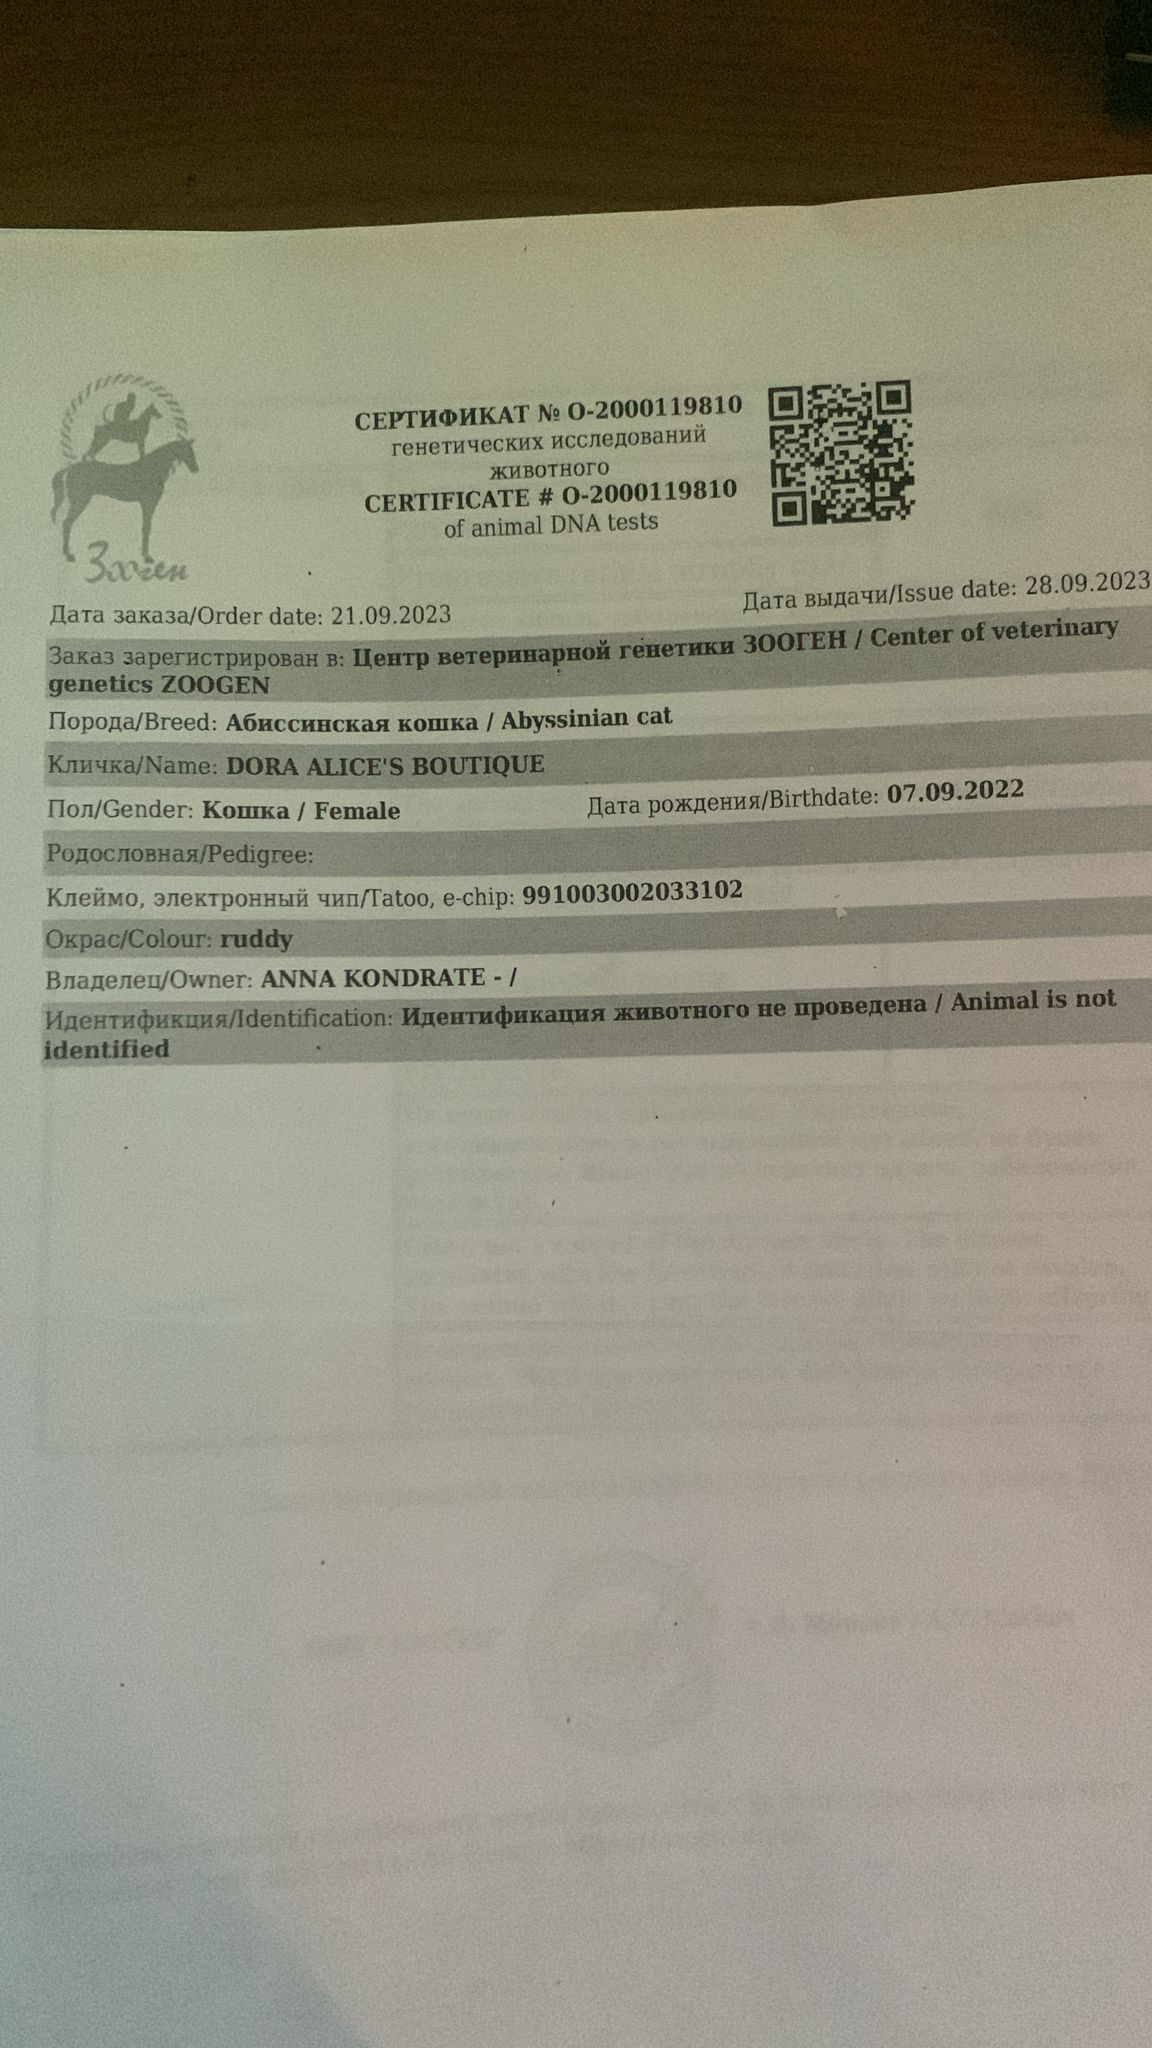 СЕРТИФИКАТ № O-2000119810
генетических исследований
животного
CERTIFICATE # O-2000119810
of animal DNA tests
Зооген
Дата заказа/Order date: 21.09.2023 Дата выдачи/Issue date: 28.09.2023
Заказ зарегистрирован в: Центр ветеринарной генетики ЗООГЕН / Center of veterinary
genetics ZOOGEN
Порода/Breed: Абиссинская кошка / Abyssinian cat
Кличка/Name: DORA ALICE'S BOUTIQUE
Пол/Gender: Кошка / Female Дата рождения/Birthdate: 07.09.2022
Родословная/Pedigree:
Клеймо, электронный чип/Tatoo, e-chip: 991003002033102
Окрас/Colour: ruddy
Владелец/Owner: ANNA KONDRATE - /
Идентификция/Identification: Идентификация животного не проведена / Animal is not
identified